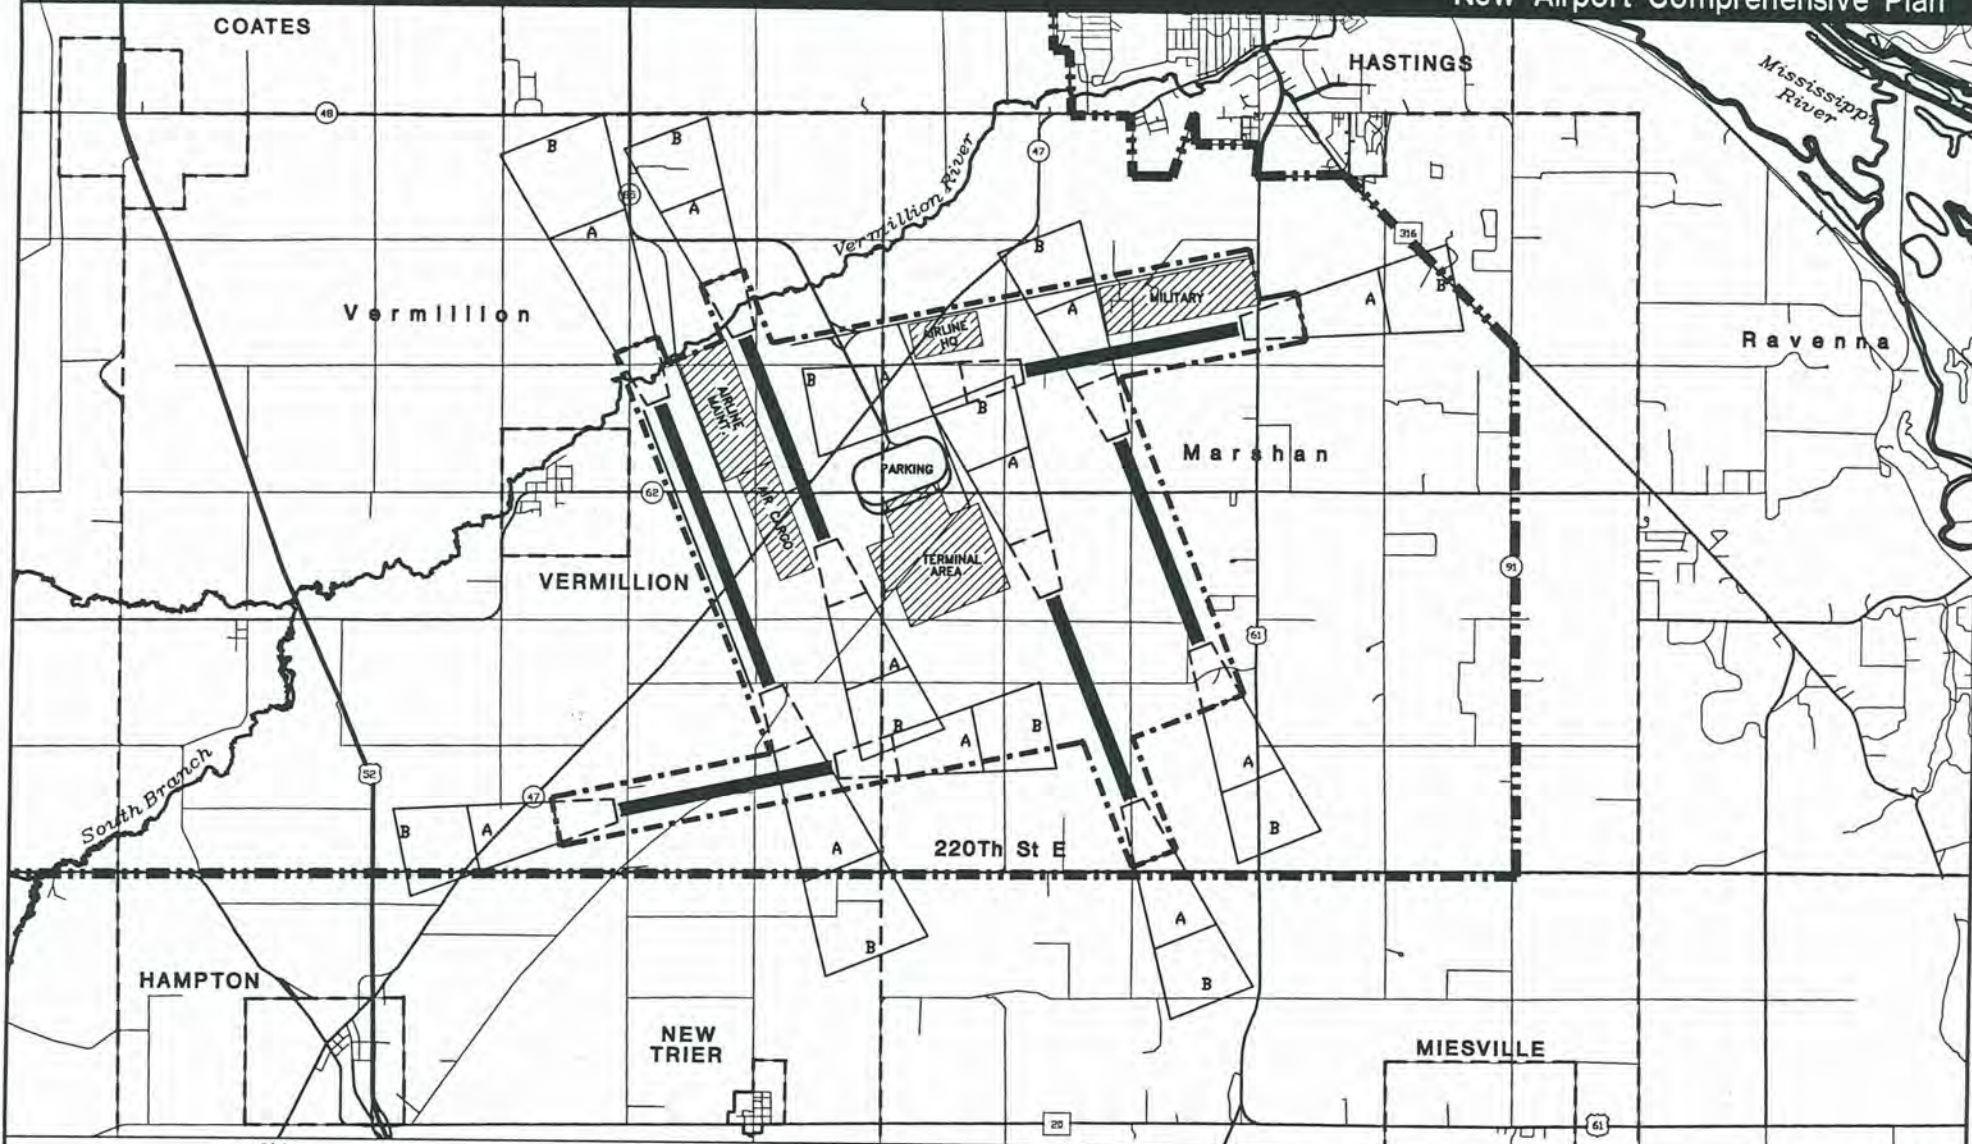 New Airport Comprehensive Plan
COATES
HASTINGS
Mississippi
River
48
B
B
47
Vermillion River
A
A
B
316
B
Vermillion
MILITARY
A
A
AIRLINE
HQ
Ravenna
B
A
AIRLINE
MAINT.
B
Marshan
PARKING
A
62
AIR CARGO
TERMINAL
AREA
91
VERMILLION
61
A
B
A
B
A
52
South Branch
47
B
A
B
A
220Th St E
A
B
B
HAMPTON
NEW
TRIER
MIESVILLE
20
61